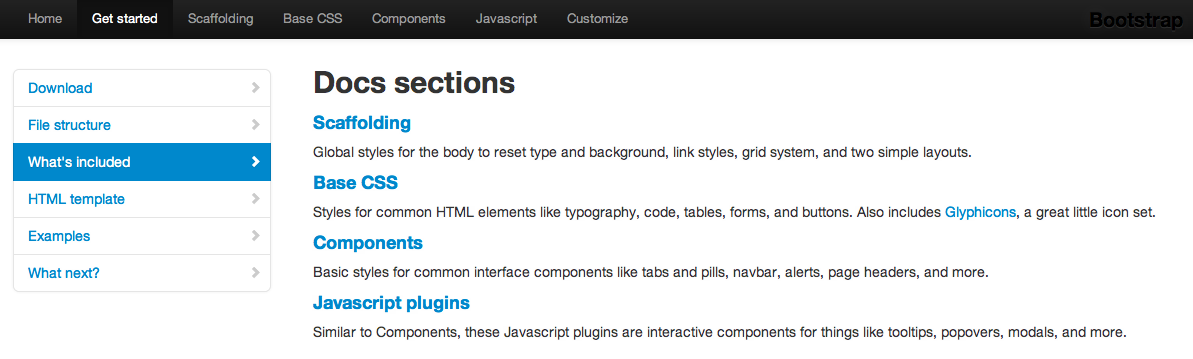 Home Get started Scaffolding Base CSS Components Javascript Customize Bootstrap
Download
File structure
What's included
HTML template
Examples
What next?
Docs sections
Scaffolding
Global styles for the body to reset type and background, link styles, grid system, and two simple layouts.
Base CSS
Styles for common HTML elements like typography, code, tables, forms, and buttons. Also includes Glyphicons, a great little icon set.
Components
Basic styles for common interface components like tabs and pills, navbar, alerts, page headers, and more.
Javascript plugins
Similar to Components, these Javascript plugins are interactive components for things like tooltips, popovers, modals, and more.